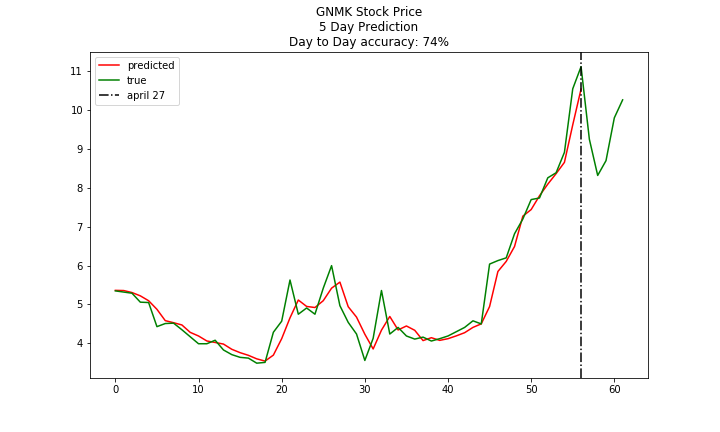 GNMK Stock Price
5 Day Prediction
Day to Day accuracy: 74%
predicted
true
april 27
11
10
9
8
7
6
5
4
0
10
20
30
40
50
60